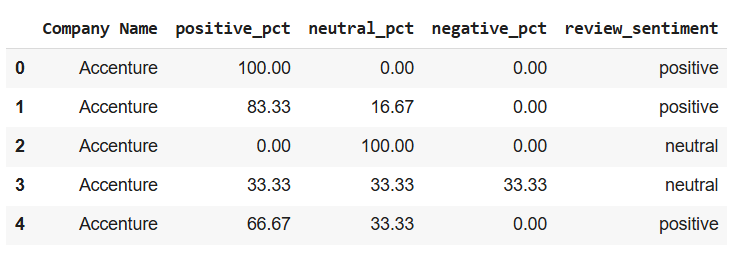 Company Name positive_pct neutral_pct negative_pct review_sentiment
0 Accenture 100.00 0.00 0.00 positive
1 Accenture 83.33 16.67 0.00 positive
2 Accenture 0.00 100.00 0.00 neutral
3 Accenture 33.33 33.33 33.33 neutral
4 Accenture 66.67 33.33 0.00 positive